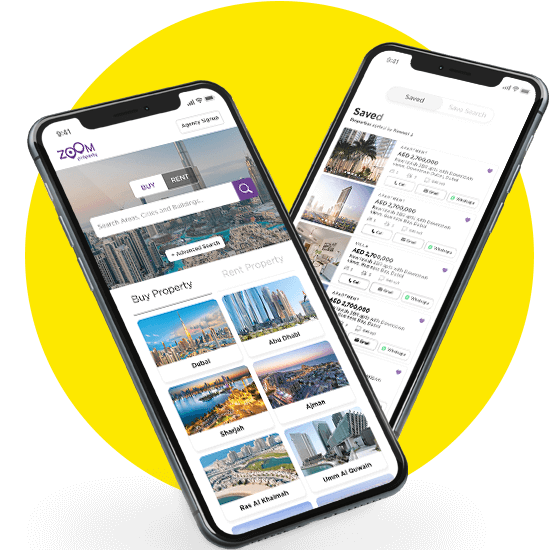 9:41
Agency Signup
ZOOM
property
BUY
RENT
Search Areas, Cities and Buildings...
+ Advanced Search
Buy Property
Rent Property
Dubai
Abu Dhabi
Sharjah
Ajman
Ras Al Khaimah
Umm Al Quwain
9:41
Saved
Save Search
Saved
APARTMENT
AED 2,700,000
Call
Email
Whatsapp
AED 2,700,000
Call
Email
Whatsapp
VILLA
AED 2,700,000
Call
Email
Whatsapp
APARTMENT
AED 2,700,000
Call
Email
Whatsapp